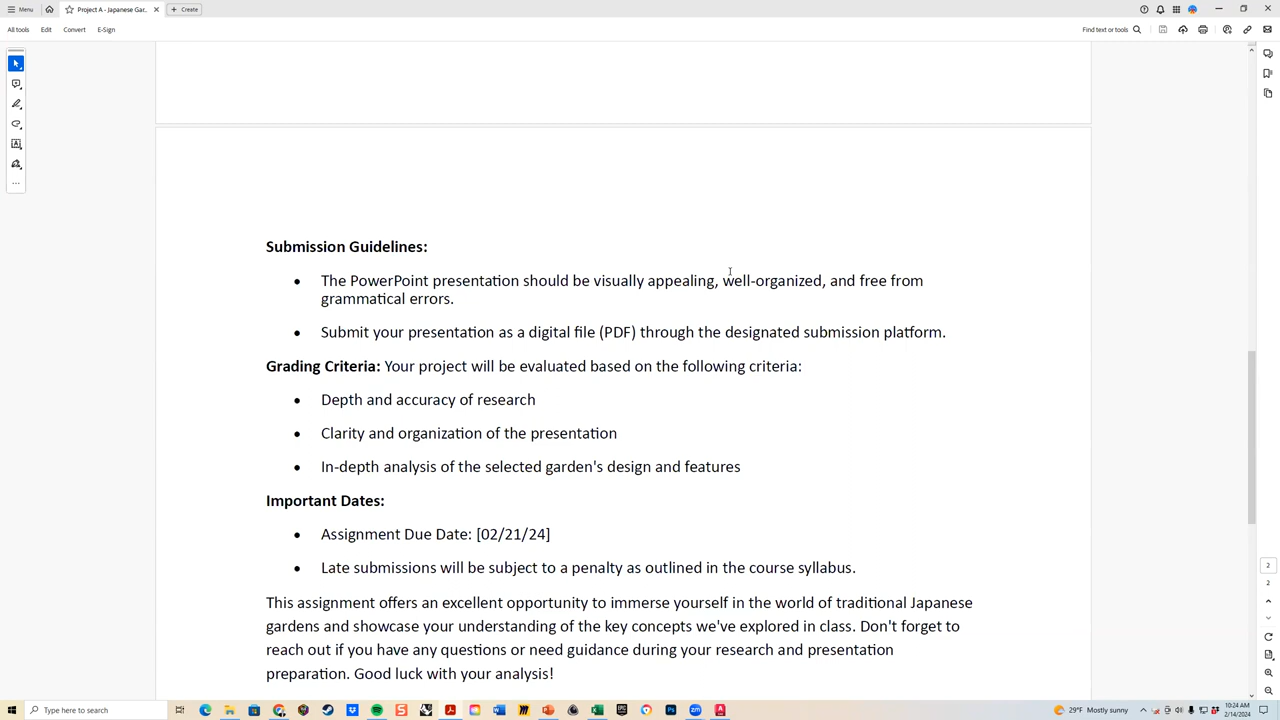 Menu
Project A - Japanese Gar...
+ Create
All tools
Edit
Convert
E-Sign
Find text or tools
Submission Guidelines:
• The PowerPoint presentation should be visually appealing, well-organized, and free from
grammatical errors.
• Submit your presentation as a digital file (PDF) through the designated submission platform.
Grading Criteria: Your project will be evaluated based on the following criteria:
• Depth and accuracy of research
• Clarity and organization of the presentation
• In-depth analysis of the selected garden's design and features
Important Dates:
• Assignment Due Date: [02/21/24]
• Late submissions will be subject to a penalty as outlined in the course syllabus.
This assignment offers an excellent opportunity to immerse yourself in the world of traditional Japanese
gardens and showcase your understanding of the key concepts we've explored in class. Don't forget to
reach out if you have any questions or need guidance during your research and presentation
preparation. Good luck with your analysis!
2
2
Type here to search
29°F Mostly sunny
10:24 AM
2/14/2024